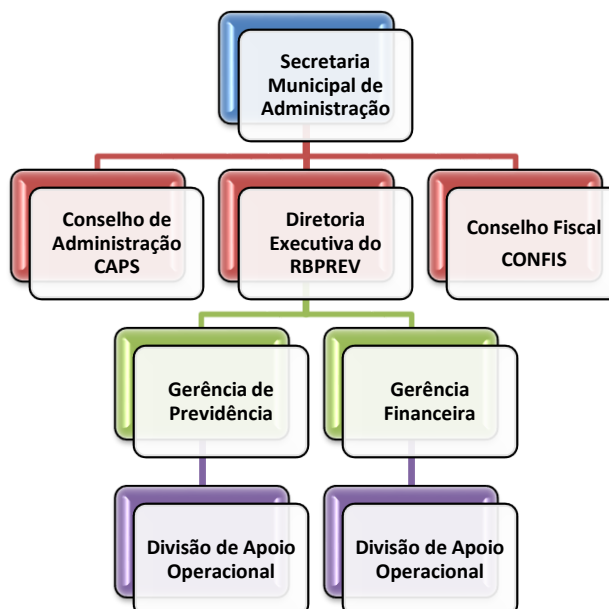 Secretaria
Municipal de
Administração
Conselho de
Administração
CAPS
Diretoria
Executiva do
RBPREV
Conselho Fiscal
CONFIS
Gerência de
Previdência
Gerência
Financeira
Divisão de Apoio
Operacional
Divisão de Apoio
Operacional